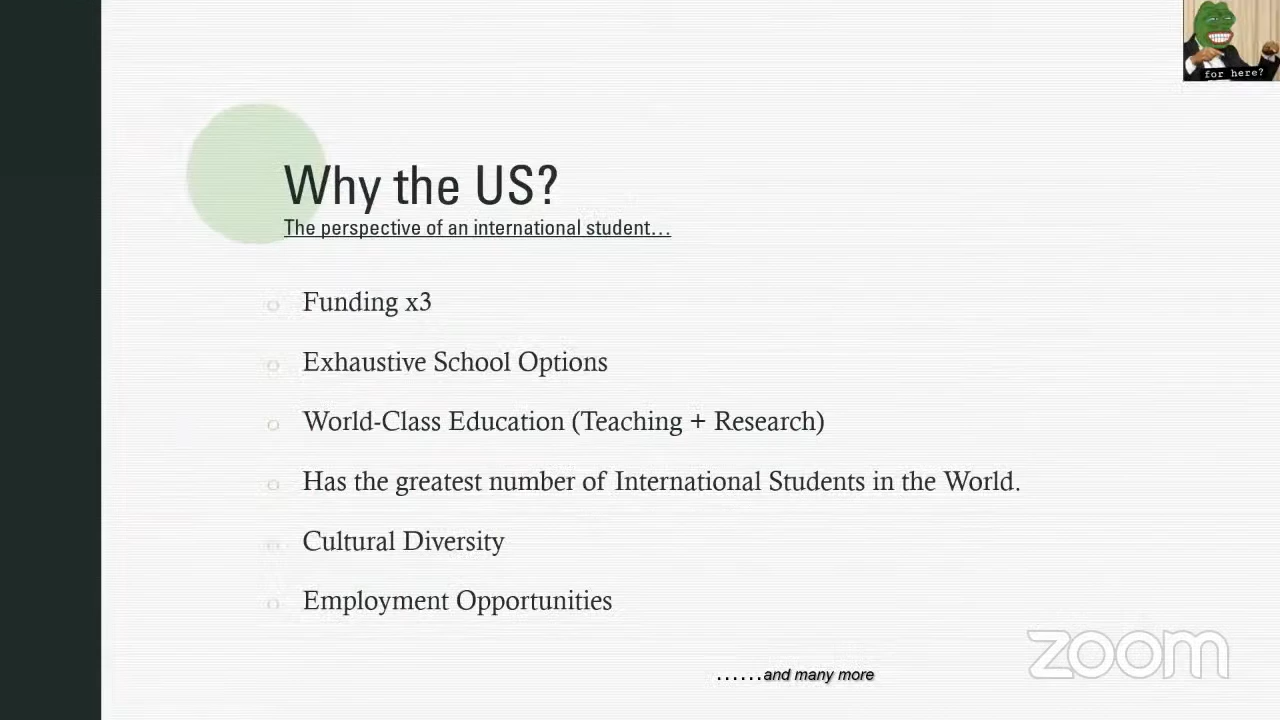 for here?
Why the US?
The perspective of an international student...
Funding x3
Exhaustive School Options
World-Class Education (Teaching + Research)
Has the greatest number of International Students in the World.
Cultural Diversity
Employment Opportunities
......and many more
zoom